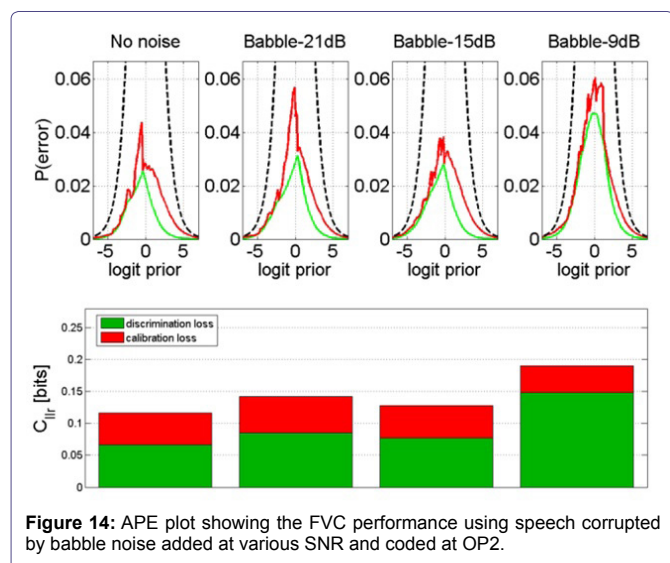 No noise Babble-21dB Babble-15dB Babble-9dB
0.06 0.06 0.06 0.06
0.04 0.04 0.04 0.04
0.02 0.02 0.02 0.02
0 0 0 0
P(error)
-5 0 5 -5 0 5 -5 0 5 -5 0 5
logit prior logit prior logit prior logit prior
discrimination loss
calibration loss
0.25
0.2
0.15
0.1
0.05
0
Cllr [bits]
Figure 14: APE plot showing the FVC performance using speech corrupted
by babble noise added at various SNR and coded at OP2.